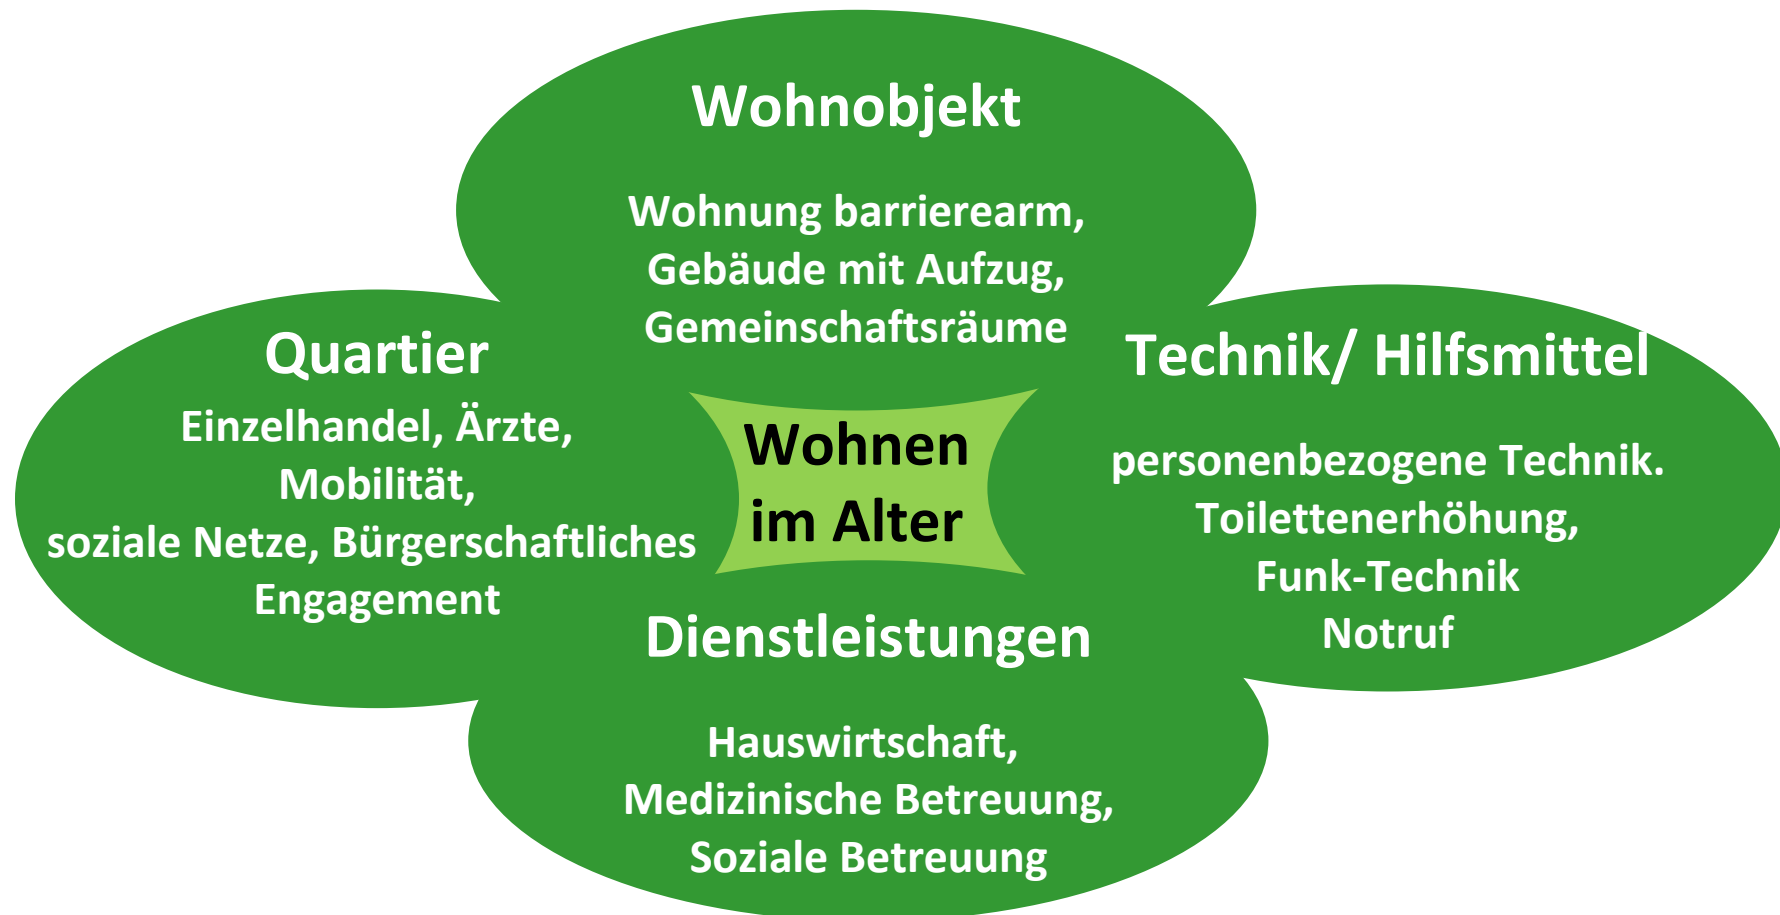 Wohnobjekt
Wohnung barrierearm,
Gebäude mit Aufzug,
Gemeinschaftsräume
Quartier
Einzelhandel, Ärzte,
Mobilität,
soziale Netze, Bürgerschaftliches
Engagement
Wohnen
im Alter
Technik/ Hilfsmittel
personenbezogene Technik.
Toilettenerhöhung,
Funk-Technik
Notruf
Dienstleistungen
Hauswirtschaft,
Medizinische Betreuung,
Soziale Betreuung